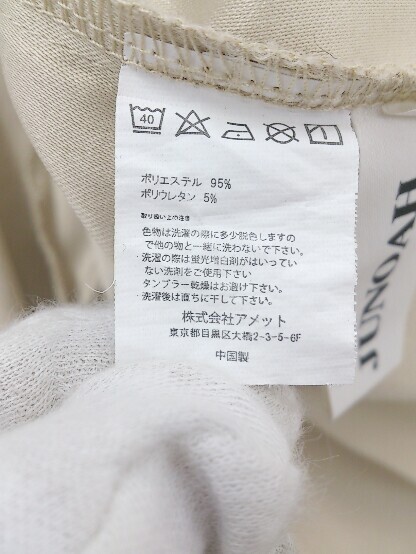 40
ポリエステル 95%
ポリウレタン 5%
取り扱い上の注意
色物は洗濯の際に多少脱色しますの
で他の物と一緒に洗わないで下さい。
・洗濯の際は蛍光増白剤がはいってい
ない洗剤をご使用下さい
タンブラー乾燥はお避け下さい。
・洗濯後は直ちに干して下さい。
株式会社アメット
東京都目黒区大橋2-3-5-6F
中国製
JUNOAH